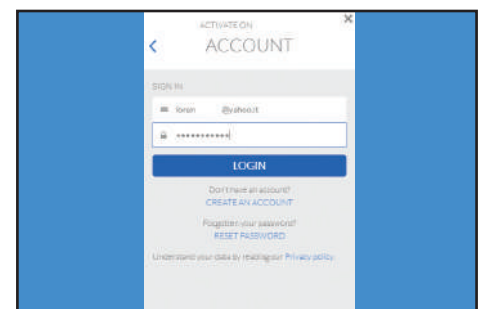 ACTIVATE ON
ACCOUNT
SIGN IN
@yahoo.it
•••••••••••
LOGIN
Don't have an account?
CREATE AN ACCOUNT
Forgotten your password?
RESET PASSWORD
Understand your data by reading our Privacy policy.